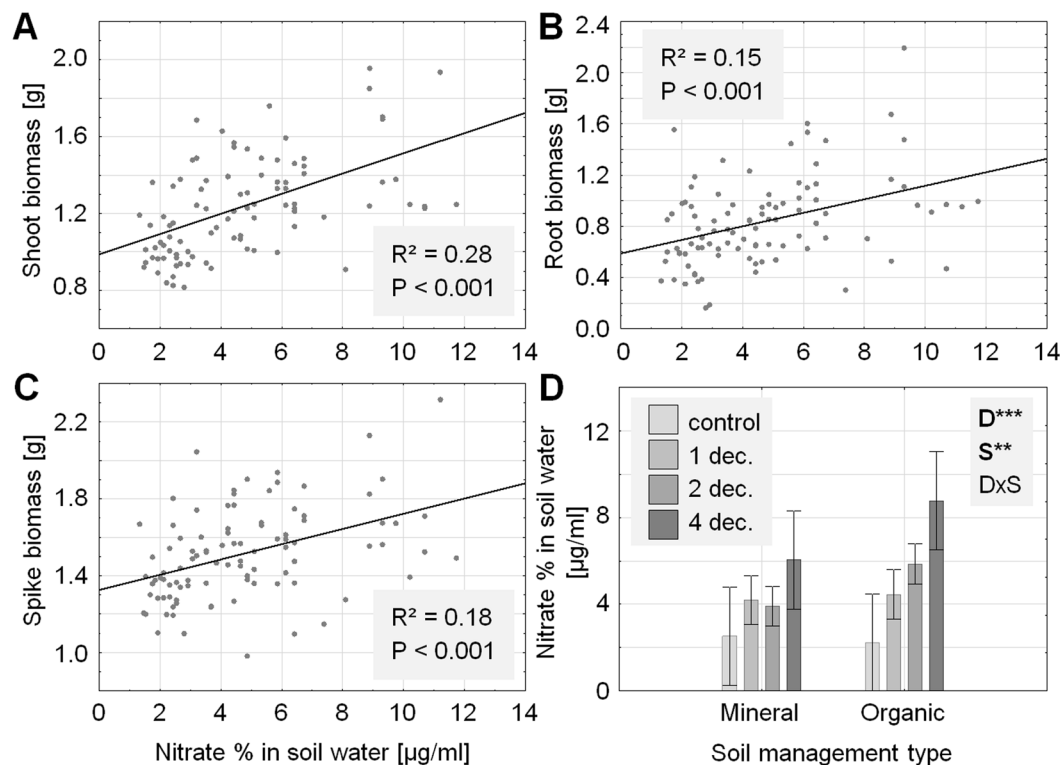 A
Shoot biomass [g]
2.0
1.6
1.2
0.8
R² = 0.28
P < 0.001
0 2 4 6 8 10 12 14
B
Root biomass [g]
2.4
2.0
1.6
1.2
0.8
0.4
0.0
R² = 0.15
P < 0.001
0 2 4 6 8 10 12 14
C
Spike biomass [g]
2.2
1.8
1.4
1.0
R² = 0.18
P < 0.001
0 2 4 6 8 10 12 14
Nitrate % in soil water [µg/ml]
D
Nitrate % in soil water
[µg/ml]
12
8
4
0
control
1 dec.
2 dec.
4 dec.
D***
S**
DxS
Mineral Organic
Soil management type